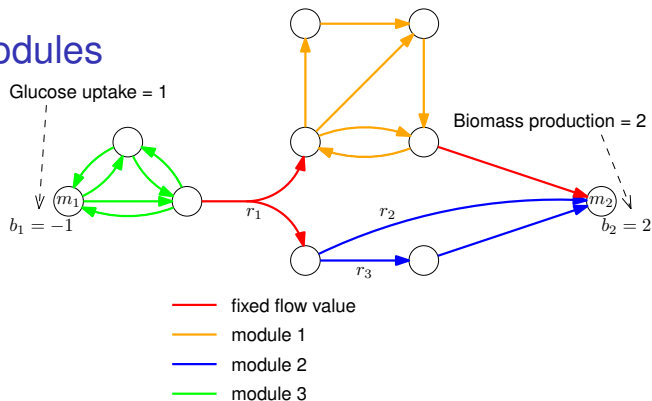 odules
Glucose uptake = 1
Biomass production = 2
m1
b1 = −1
r1
r2
r3
m2
b2 = 2
fixed flow value
module 1
module 2
module 3